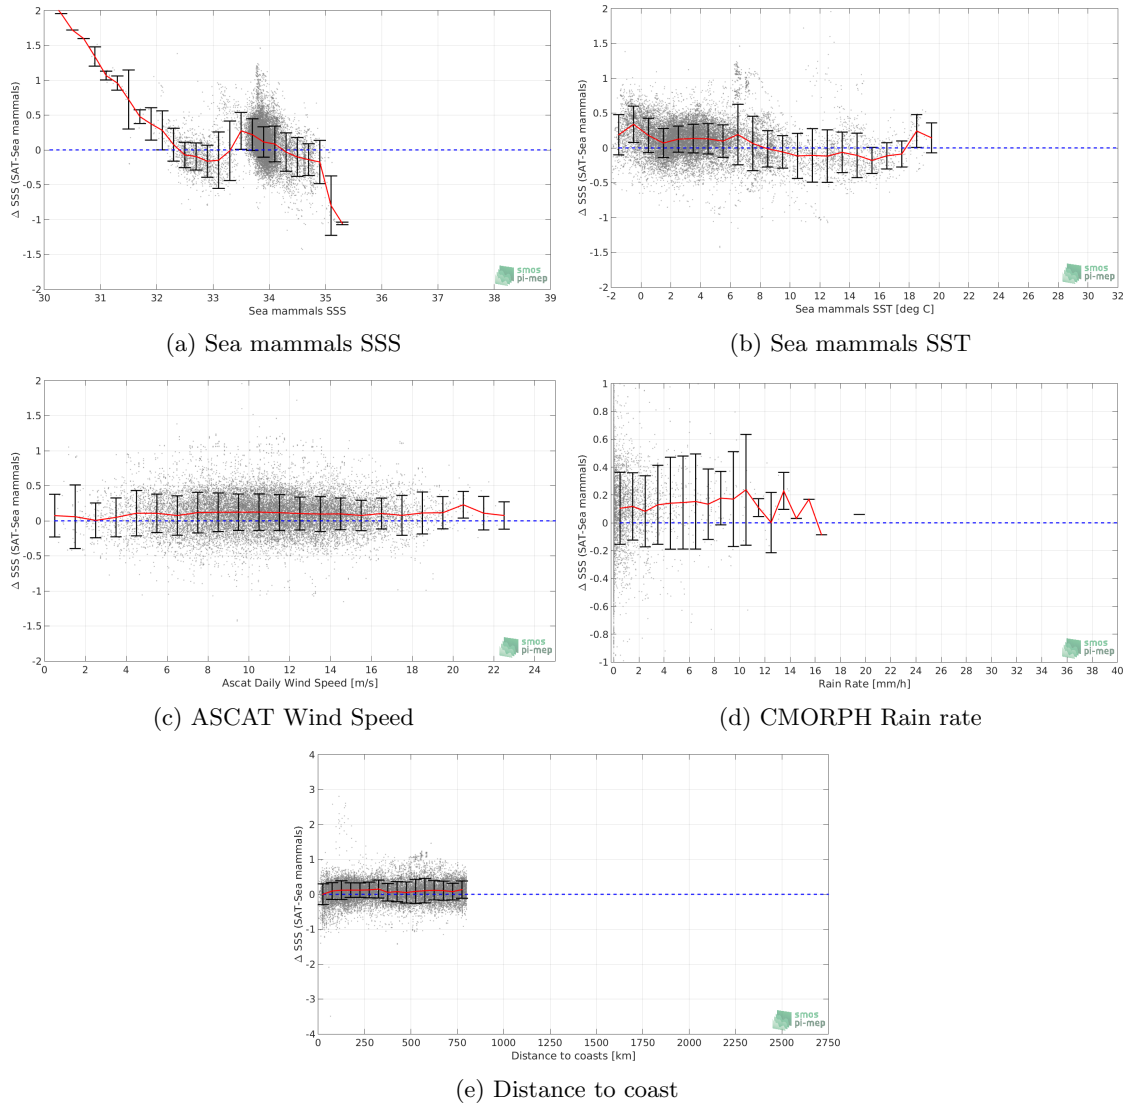 2
1.5
1
0.5
0
-0.5
-1
-1.5
-2
Δ SSS (SAT-Sea mammals)
30 31 32 33 34 35 36 37 38 39
Sea mammals SSS
smos
pi-mep
(a) Sea mammals SSS
2
1.5
1
0.5
0
-0.5
-1
-1.5
-2
Δ SSS (SAT-Sea mammals)
-2 0 2 4 6 8 10 12 14 16 18 20 22 24 26 28 30 32
Sea mammals SST [deg C]
smos
pi-mep
(b) Sea mammals SST
2
1.5
1
0.5
0
-0.5
-1
-1.5
-2
Δ SSS (SAT-Sea mammals)
0 2 4 6 8 10 12 14 16 18 20 22 24
Ascat Daily Wind Speed [m/s]
smos
pi-mep
(c) ASCAT Wind Speed
1
0.8
0.6
0.4
0.2
0
-0.2
-0.4
-0.6
-0.8
-1
Δ SSS (SAT-Sea mammals)
0 2 4 6 8 10 12 14 16 18 20 22 24 26 28 30 32 34 36 38 40
Rain Rate [mm/h]
smos
pi-mep
(d) CMORPH Rain rate
4
3
2
1
0
-1
-2
-3
-4
Δ SSS (SAT-Sea mammals)
0 250 500 750 1000 1250 1500 1750 2000 2250 2500 2750
Distance to coasts [km]
smos
pi-mep
(e) Distance to coast